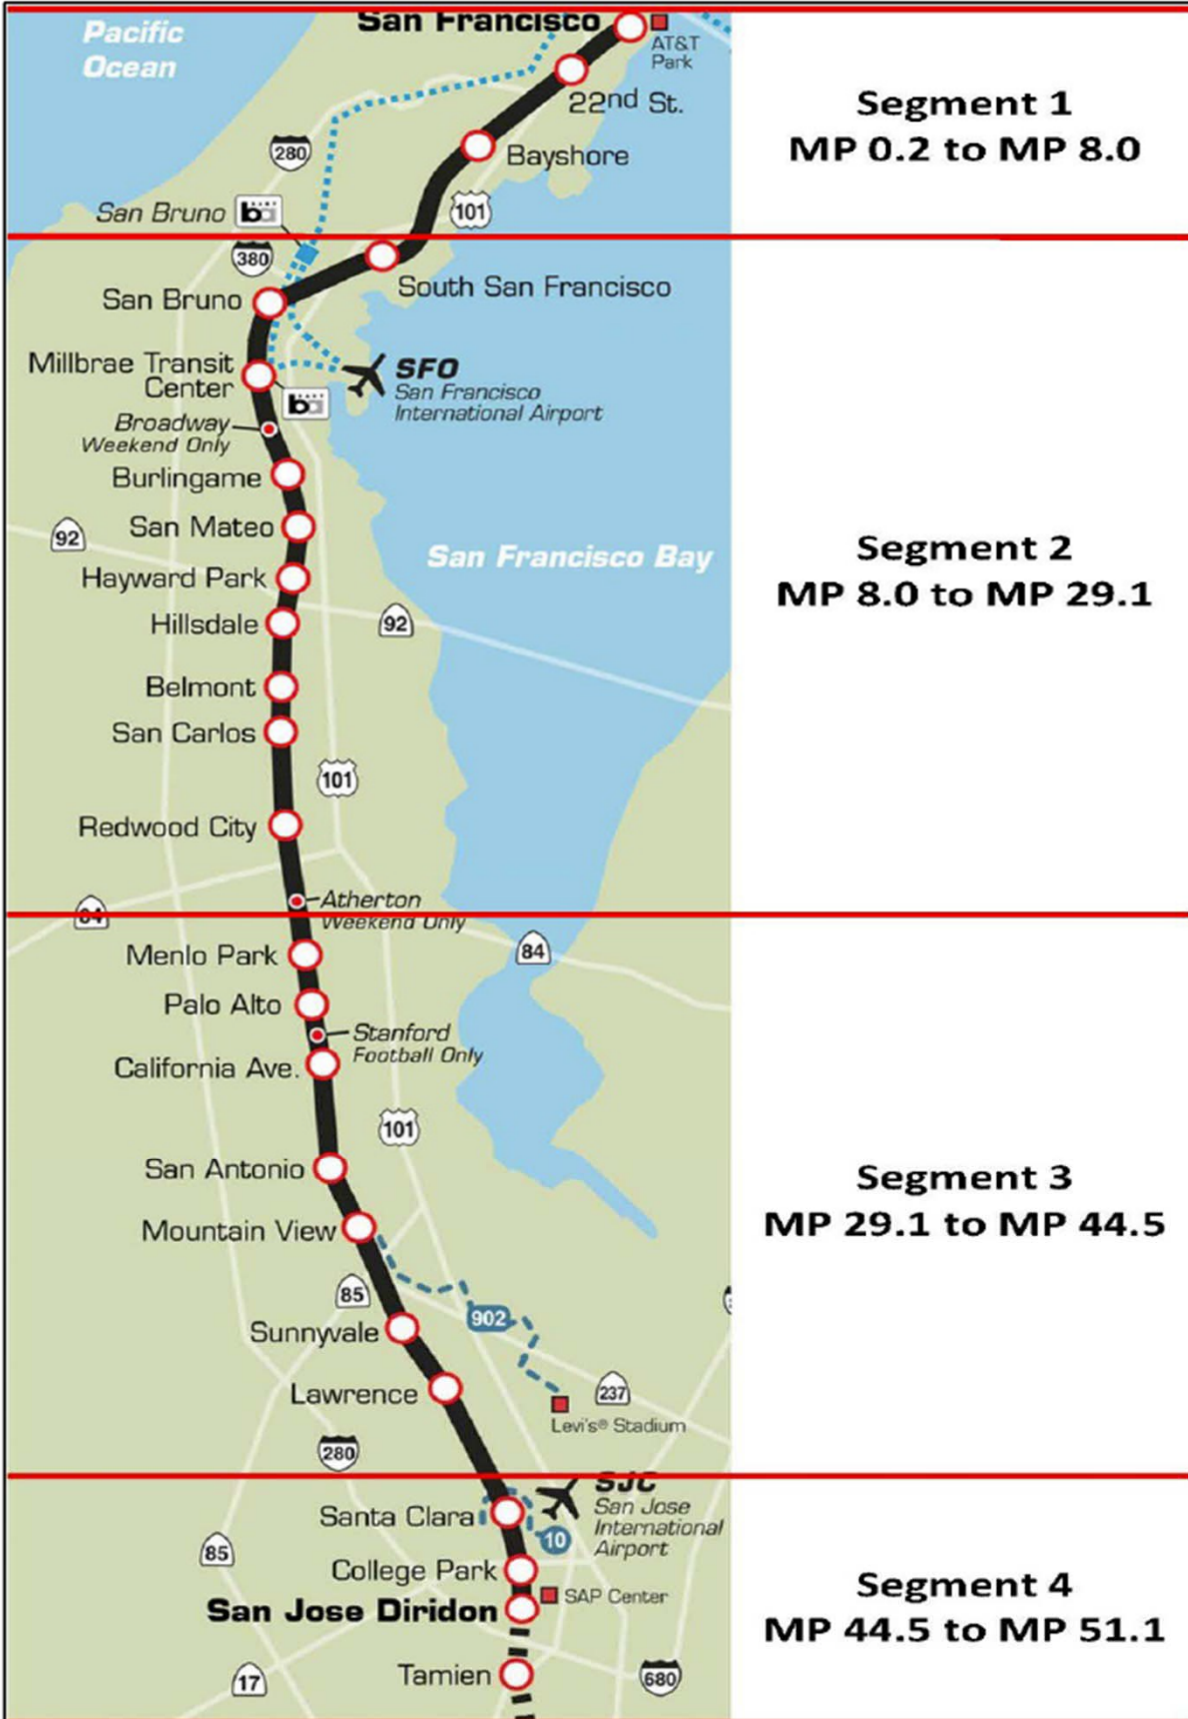 San Francisco
Pacific
Ocean
AT&T
Park
22nd St.
Segment 1
MP 0.2 to MP 8.0
280
Bayshore
San Bruno
ba
101
380
South San Francisco
San Bruno
Millbrae Transit
Center
SFO
San Francisco
International Airport
ba
Broadway
Weekend Only
Burlingame
San Mateo
92
San Francisco Bay
Segment 2
MP 8.0 to MP 29.1
Hayward Park
Hillsdale
92
Belmont
San Carlos
101
Redwood City
Atherton
Weekend Only
84
Menlo Park
84
Palo Alto
Stanford
Football Only
California Ave.
101
San Antonio
Segment 3
MP 29.1 to MP 44.5
Mountain View
85
902
Sunnyvale
Lawrence
237
Levi's® Stadium
280
SJC
San Jose
International
Airport
Santa Clara
10
85
College Park
SAP Center
San Jose Diridon
Segment 4
MP 44.5 to MP 51.1
Tamien
17
680